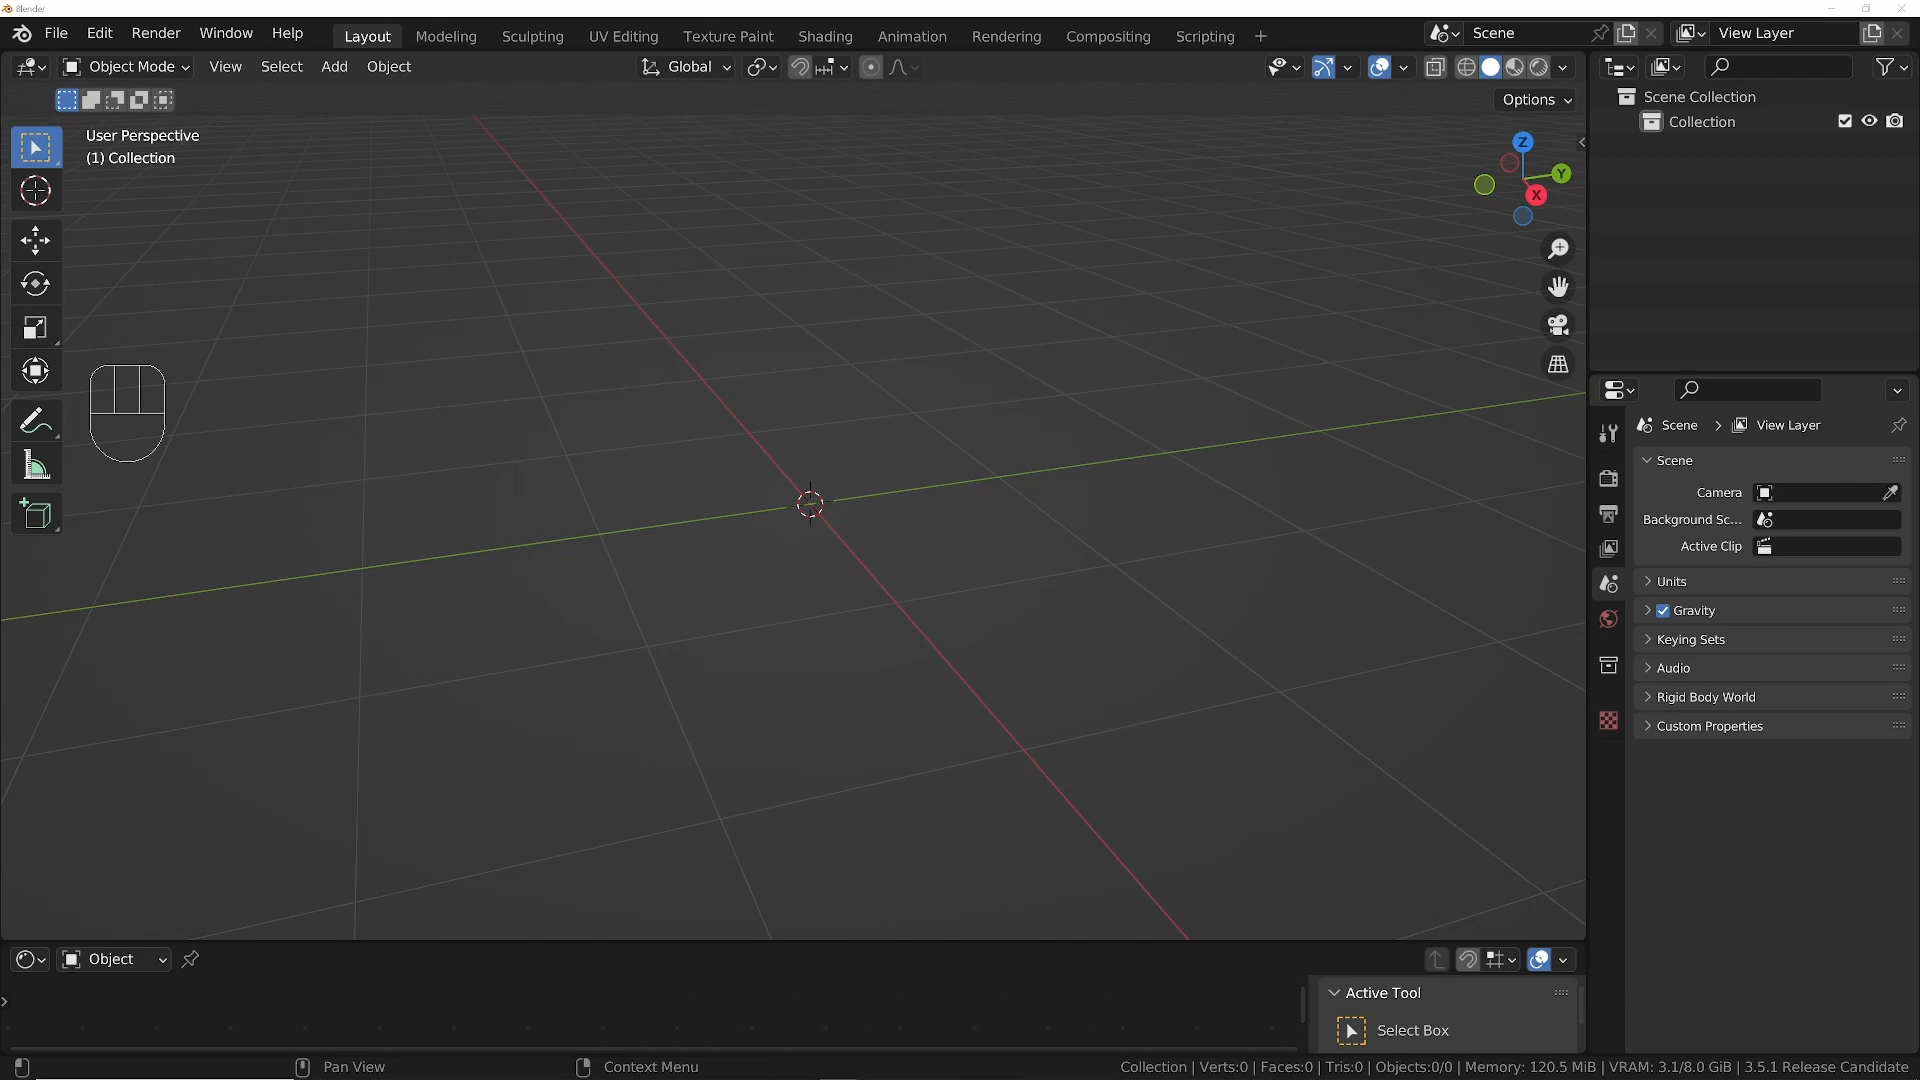 Blender
File Edit Render Window Help Layout Modeling Sculpting UV Editing Texture Paint Shading Animation Rendering Compositing Scripting + Scene View Layer
Object Mode View Select Add Object Global
Options
User Perspective
(1) Collection
Z
Y
X
Scene Collection
Collection
Scene > View Layer
Scene
Camera
Background Sc...
Active Clip
Units
Gravity
Keying Sets
Audio
Rigid Body World
Custom Properties
Object
Active Tool
Select Box
Pan View Context Menu Collection | Verts:0 | Faces:0 | Tris:0 | Objects:0/0 | Memory: 120.5 MiB | VRAM: 3.1/8.0 GiB | 3.5.1 Release Candidate